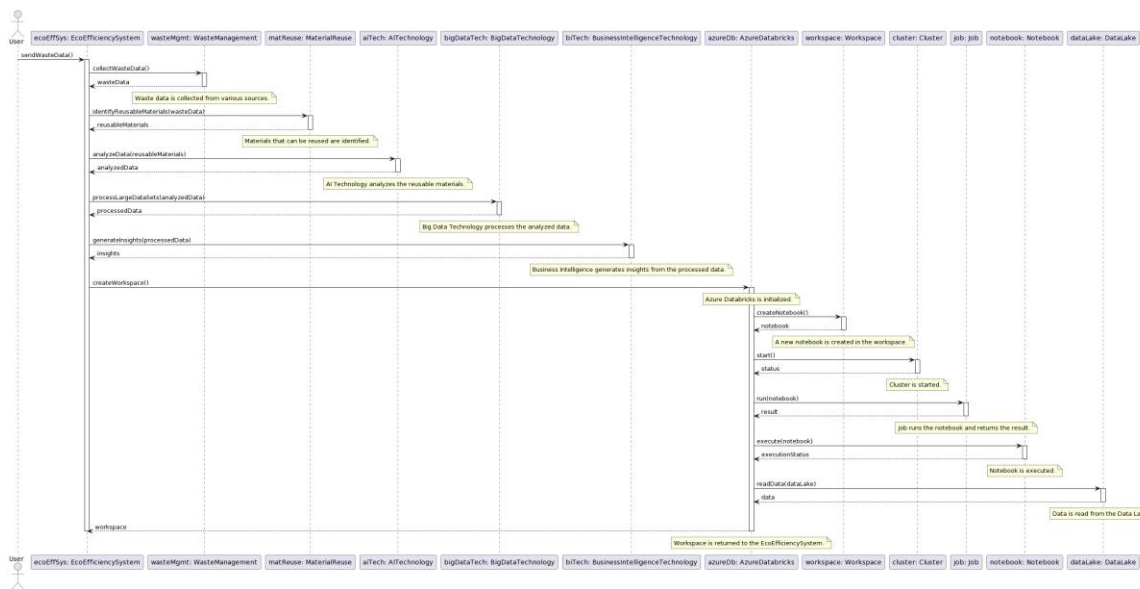 User
ecoEffSys: EcoEfficiencySystem
wasteMgmt: WasteManagement
matReuse: MaterialReuse
aiTech: AITechnology
bigDataTech: BigDataTechnology
biTech: BusinessIntelligenceTechnology
azureDb: AzureDatabricks
workspace: Workspace
cluster: Cluster
job: Job
notebook: Notebook
dataLake: DataLake
sendWasteData()
collectWasteData()
wasteData
Waste data is collected from various sources.
identifyReusableMaterials(wasteData)
reusableMaterials
Materials that can be reused are identified.
analyzeData(reusableMaterials)
analyzedData
AI Technology analyzes the reusable materials.
processLargeDataSets(analyzedData)
processedData
Big Data Technology processes the analyzed data.
generateInsights(processedData)
insights
Business Intelligence generates insights from the processed data.
createWorkspace()
Azure Databricks is initialized.
createNotebook()
notebook
A new notebook is created in the workspace.
start()
status
Cluster is started.
run(notebook)
result
Job runs the notebook and returns the result.
execute(notebook)
executionStatus
Notebook is executed.
readData(dataLake)
data
Data is read from the Data La
workspace
Workspace is returned to the EcoEfficiencySystem.
User
ecoEffSys: EcoEfficiencySystem
wasteMgmt: WasteManagement
matReuse: MaterialReuse
aiTech: AITechnology
bigDataTech: BigDataTechnology
biTech: BusinessIntelligenceTechnology
azureDb: AzureDatabricks
workspace: Workspace
cluster: Cluster
job: Job
notebook: Notebook
dataLake: DataLake